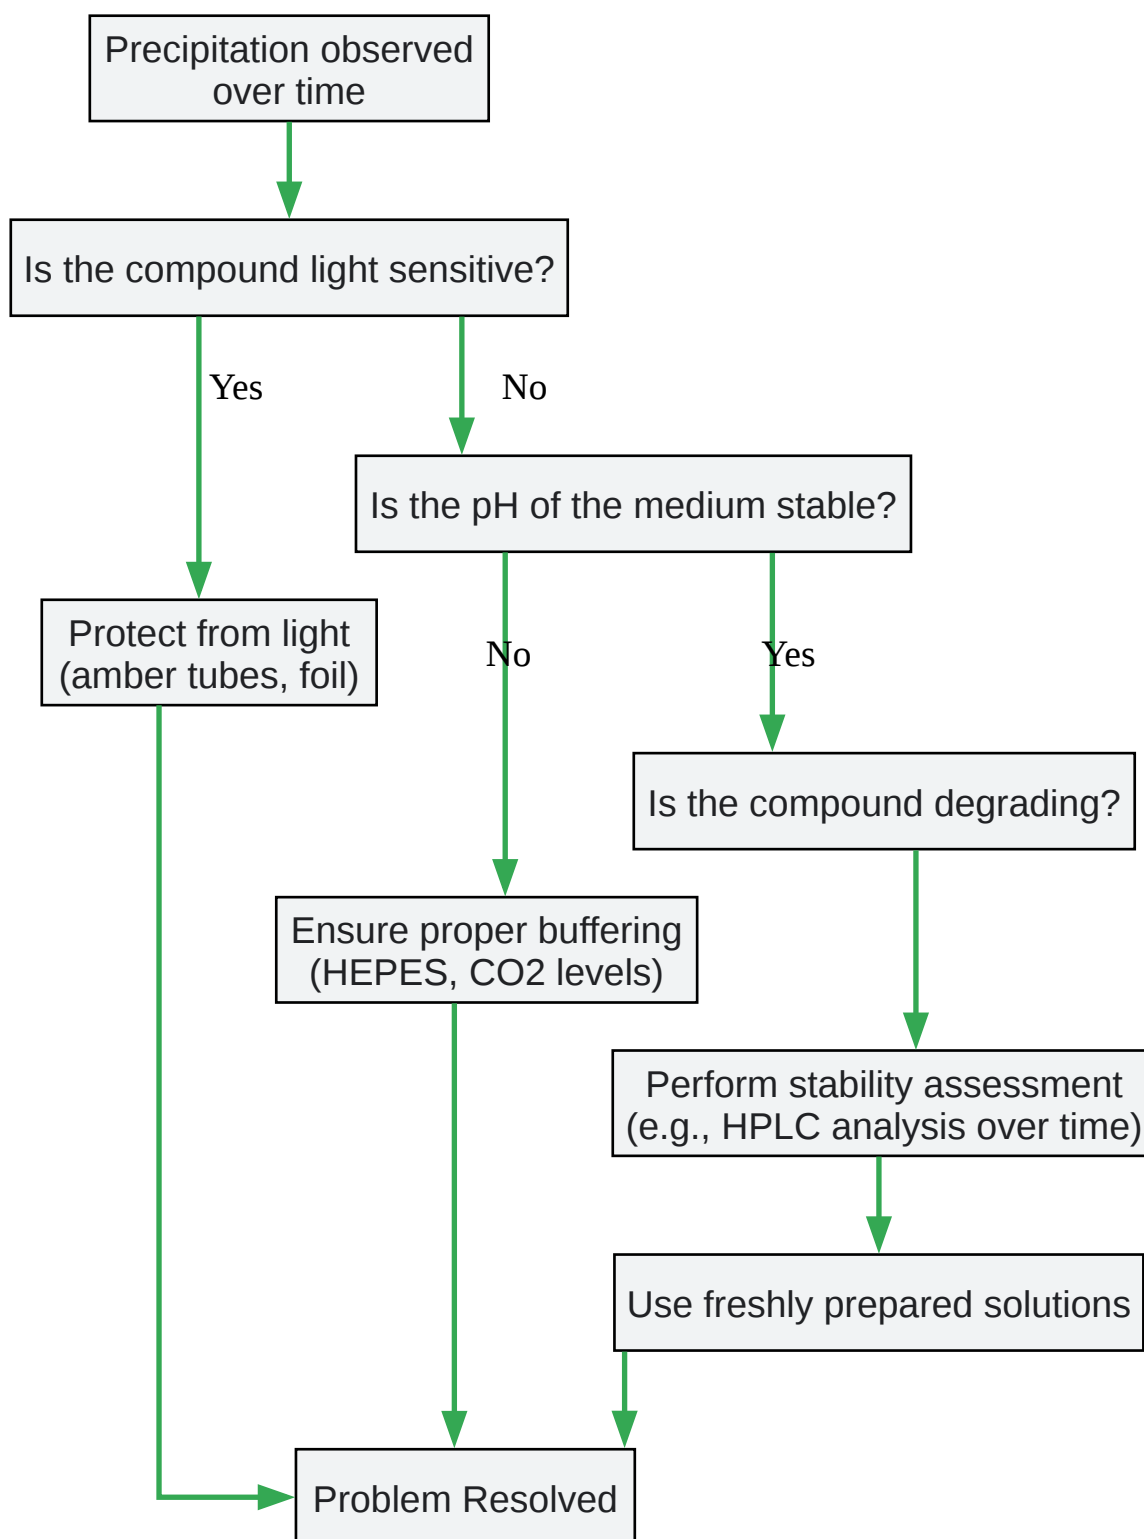 Precipitation observed
over time
Is the compound light sensitive?
Yes
No
Is the pH of the medium stable?
Protect from light
(amber tubes, foil)
No
Yes
Is the compound degrading?
Ensure proper buffering
(HEPES, CO2 levels)
Perform stability assessment
(e.g., HPLC analysis over time)
Use freshly prepared solutions
Problem Resolved